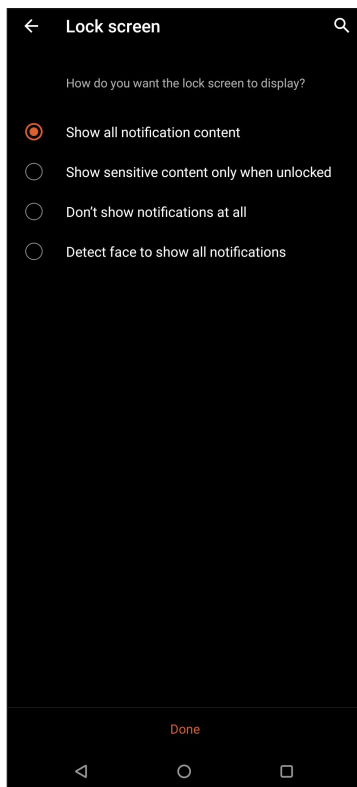 Lock screen
How do you want the lock screen to display?
Show all notification content
Show sensitive content only when unlocked
Don't show notifications at all
Detect face to show all notifications
Done